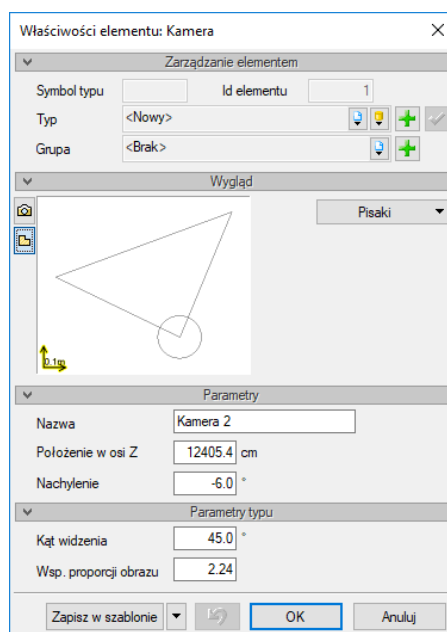 Właściwości elementu: Kamera
Zarządzanie elementem
Symbol typu Id elementu 1
Typ <Nowy>
Grupa <Brak>
Wygląd
Pisaki
0.1m
Parametry
Nazwa Kamera 2
Położenie w osi Z 12405.4 cm
Nachylenie -6.0 °
Parametry typu
Kąt widzenia 45.0 °
Wsp. proporcji obrazu 2.24
Zapisz w szablonie OK Anuluj